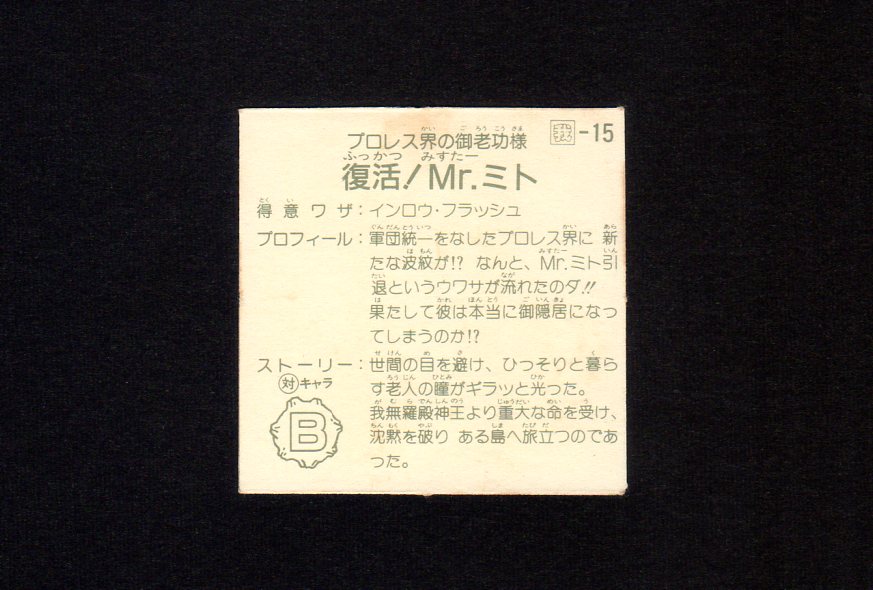 プロレス界の御老功様
-15
復活!Mr.ミト
得意ワザ:インロウ・フラッシュ
プロフィール:軍団統一をなしたプロレス界に 新
たな波紋が!? なんと、Mr.ミト引
退というウワサが流れたのダ!!
果たして彼は本当に御隠居になっ
てしまうのか!?
ストーリー:世間の目を避け、ひっそりと暮ら
す老人の瞳がギラッと光った。
対キャラ
我無羅殿神王より重大な命を受け、
B
沈黙を破り ある島へ旅立つのであ
った。